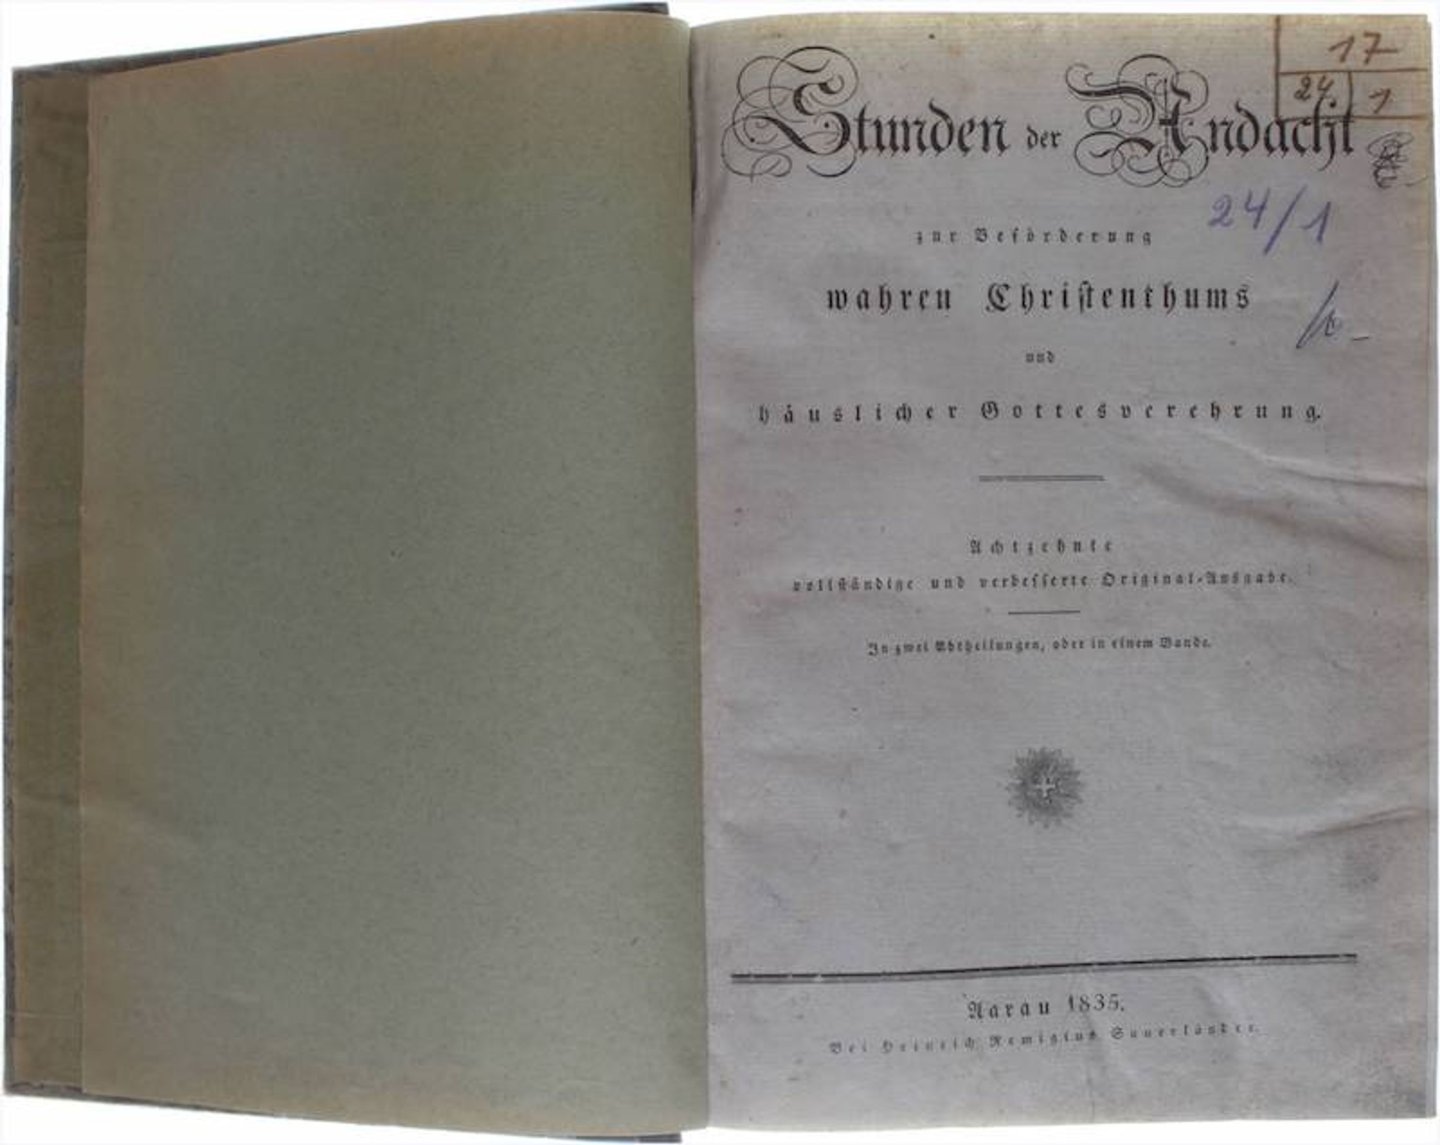 17
24 1
Stunden der Andacht
24/1
zur Beförderung
wahren Christenthums
und
häuslicher Gottesverehrung.
Achtzehnte
vollständige und verbesserte Original-Ausgabe.
In zwei Abtheilungen, oder in einem Bande.
Aarau 1835.
Bei Heinrich Remigius Sauerländer.